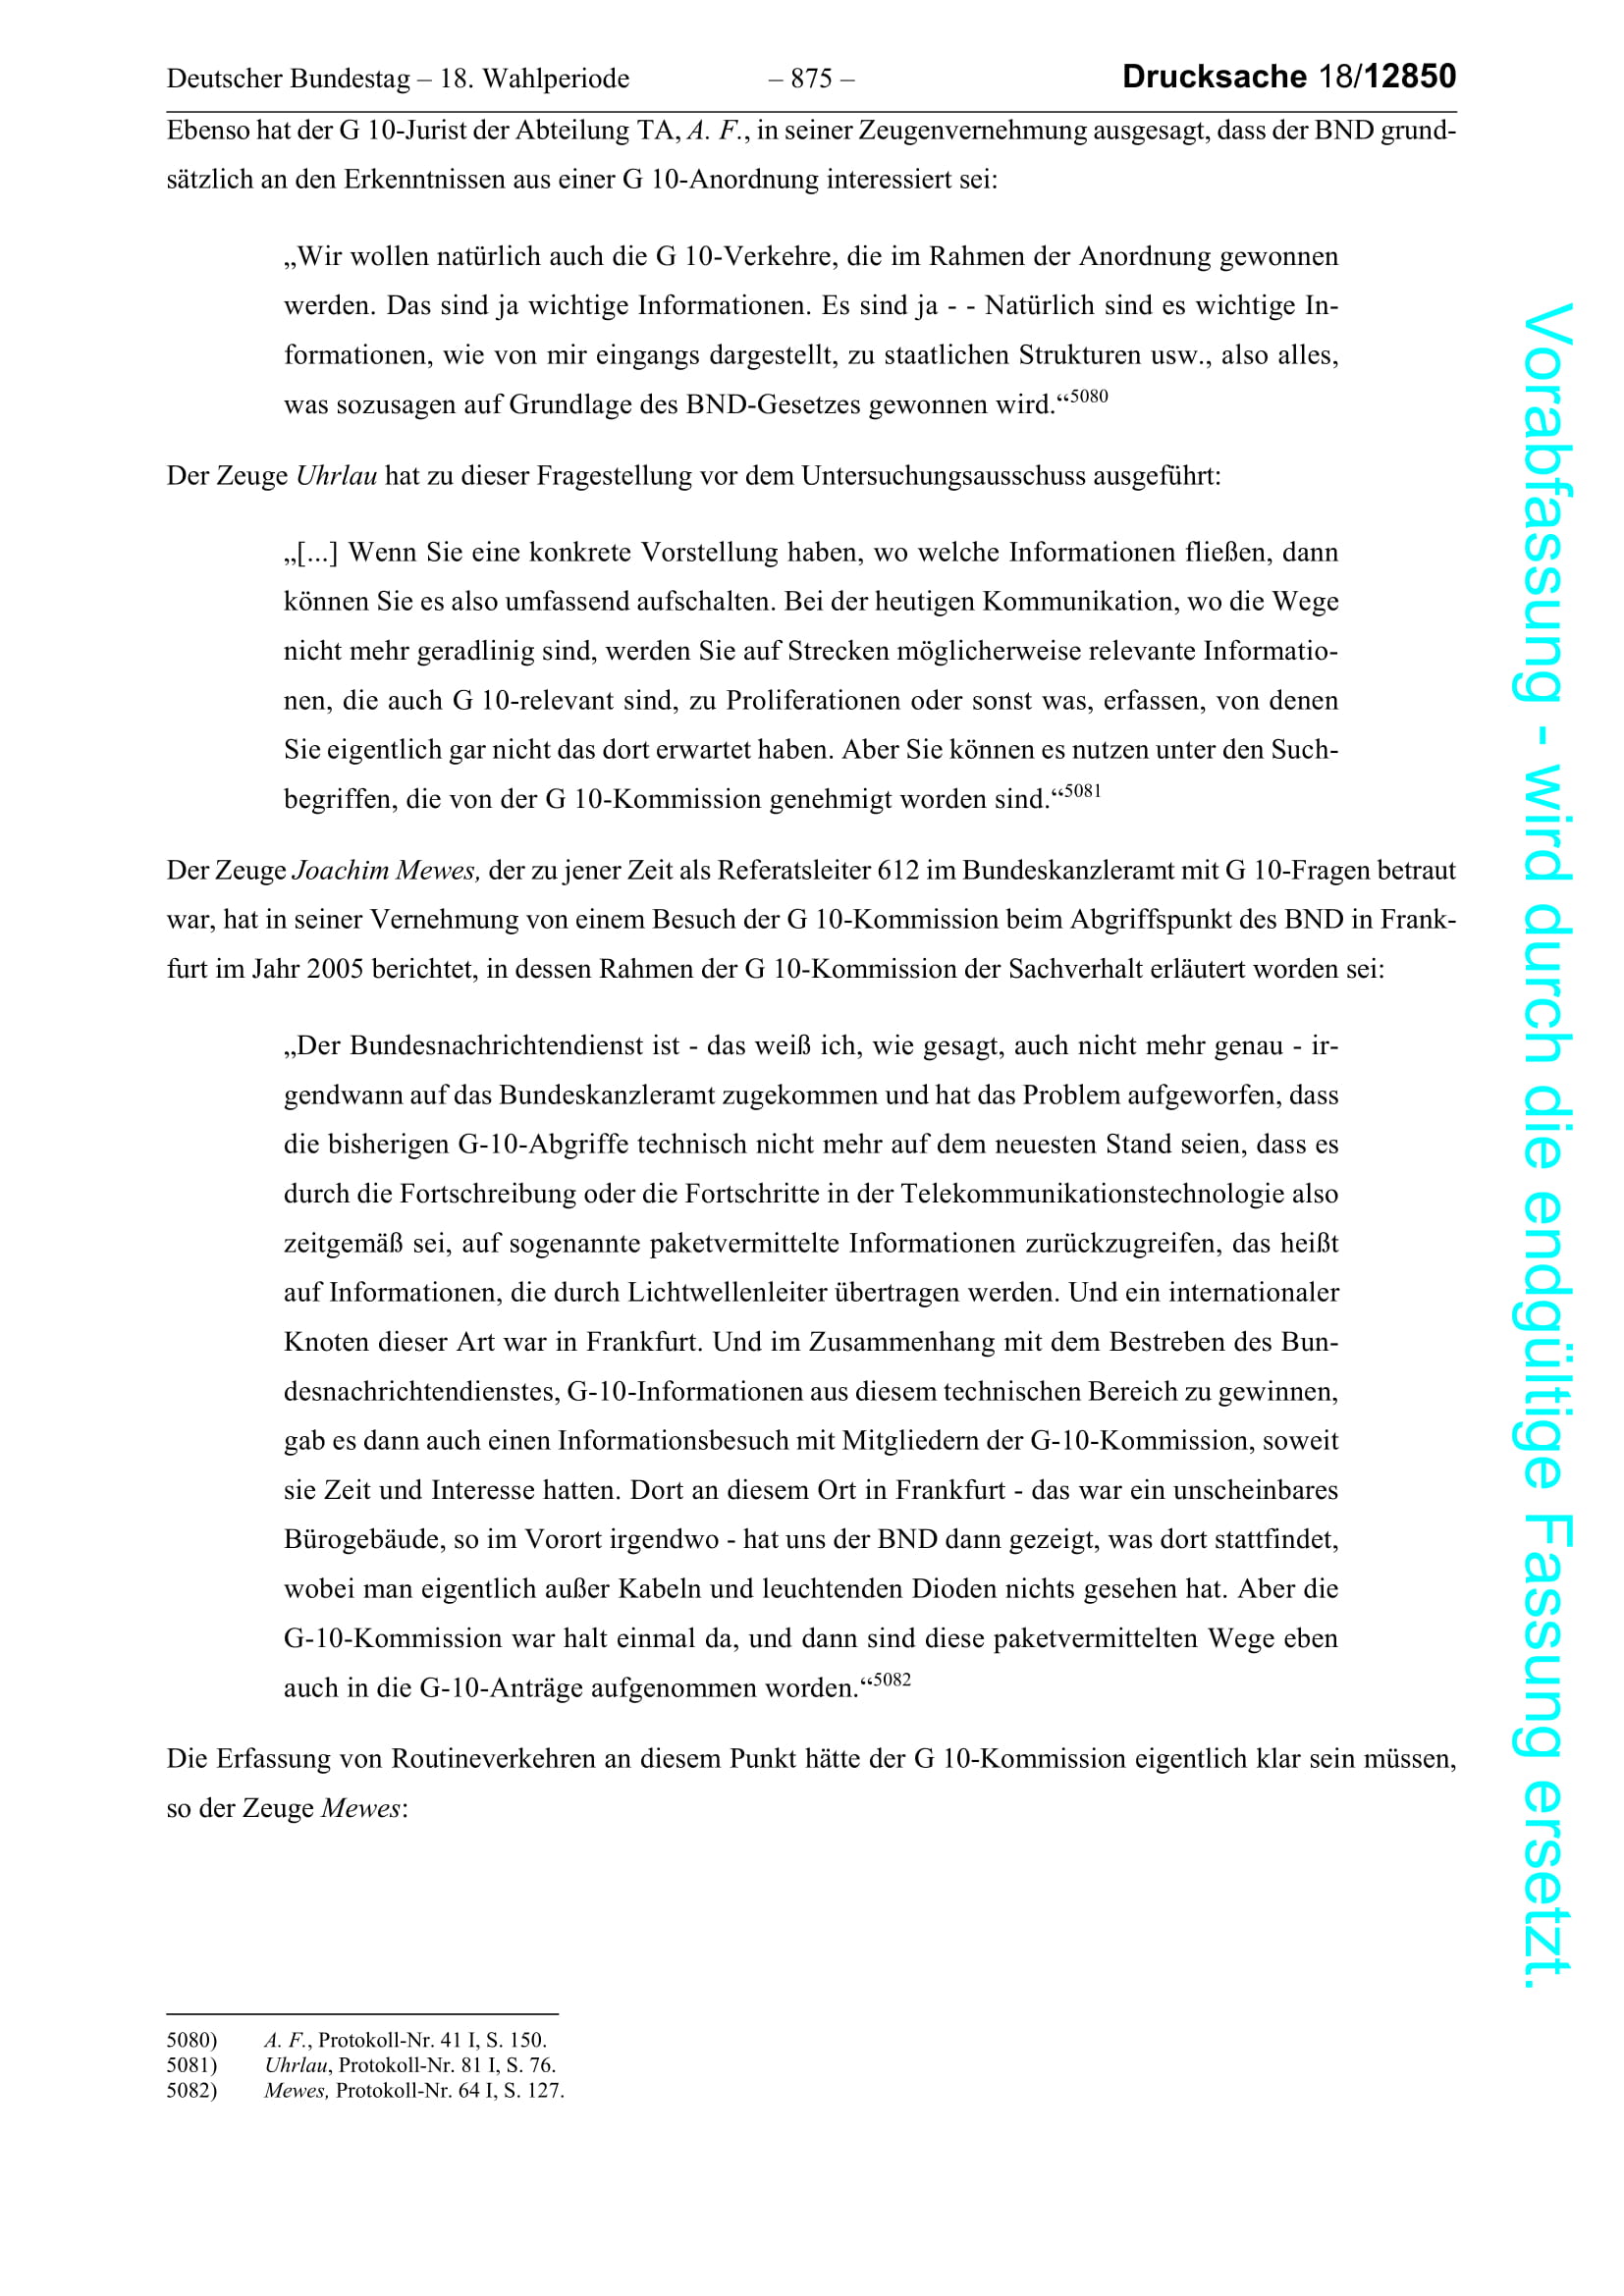 Deutscher Bundestag – 18. Wahlperiode – 875 – Drucksache 18/12850
Ebenso hat der G 10-Jurist der Abteilung TA, A. F., in seiner Zeugenvernehmung ausgesagt, dass der BND grund-
sätzlich an den Erkenntnissen aus einer G 10-Anordnung interessiert sei:
„Wir wollen natürlich auch die G 10-Verkehre, die im Rahmen der Anordnung gewonnen
werden. Das sind ja wichtige Informationen. Es sind ja - - Natürlich sind es wichtige In-
formationen, wie von mir eingangs dargestellt, zu staatlichen Strukturen usw., also alles,
was sozusagen auf Grundlage des BND-Gesetzes gewonnen wird.“5080
Der Zeuge Uhrlau hat zu dieser Fragestellung vor dem Untersuchungsausschuss ausgeführt:
„[...] Wenn Sie eine konkrete Vorstellung haben, wo welche Informationen fließen, dann
können Sie es also umfassend aufschalten. Bei der heutigen Kommunikation, wo die Wege
nicht mehr geradlinig sind, werden Sie auf Strecken möglicherweise relevante Informatio-
nen, die auch G 10-relevant sind, zu Proliferationen oder sonst was, erfassen, von denen
Sie eigentlich gar nicht das dort erwartet haben. Aber Sie können es nutzen unter den Such-
begriffen, die von der G 10-Kommission genehmigt worden sind.“5081
Der Zeuge Joachim Mewes, der zu jener Zeit als Referatsleiter 612 im Bundeskanzleramt mit G 10-Fragen betraut
war, hat in seiner Vernehmung von einem Besuch der G 10-Kommission beim Abgriffspunkt des BND in Frank-
furt im Jahr 2005 berichtet, in dessen Rahmen der G 10-Kommission der Sachverhalt erläutert worden sei:
„Der Bundesnachrichtendienst ist - das weiß ich, wie gesagt, auch nicht mehr genau - ir-
gendwann auf das Bundeskanzleramt zugekommen und hat das Problem aufgeworfen, dass
die bisherigen G-10-Abgriffe technisch nicht mehr auf dem neuesten Stand seien, dass es
durch die Fortschreibung oder die Fortschritte in der Telekommunikationstechnologie also
zeitgemäß sei, auf sogenannte paketvermittelte Informationen zurückzugreifen, das heißt
auf Informationen, die durch Lichtwellenleiter übertragen werden. Und ein internationaler
Knoten dieser Art war in Frankfurt. Und im Zusammenhang mit dem Bestreben des Bun-
desnachrichtendienstes, G-10-Informationen aus diesem technischen Bereich zu gewinnen,
gab es dann auch einen Informationsbesuch mit Mitgliedern der G-10-Kommission, soweit
sie Zeit und Interesse hatten. Dort an diesem Ort in Frankfurt - das war ein unscheinbares
Bürogebäude, so im Vorort irgendwo - hat uns der BND dann gezeigt, was dort stattfindet,
wobei man eigentlich außer Kabeln und leuchtenden Dioden nichts gesehen hat. Aber die
G-10-Kommission war halt einmal da, und dann sind diese paketvermittelten Wege eben
auch in die G-10-Anträge aufgenommen worden.“5082
Die Erfassung von Routineverkehren an diesem Punkt hätte der G 10-Kommission eigentlich klar sein müssen,
so der Zeuge Mewes:
5080) A. F., Protokoll-Nr. 41 I, S. 150.
5081) Uhrlau, Protokoll-Nr. 81 I, S. 76.
5082) Mewes, Protokoll-Nr. 64 I, S. 127.
Vorabfassung - wird durch die endgültige Fassung ersetzt.